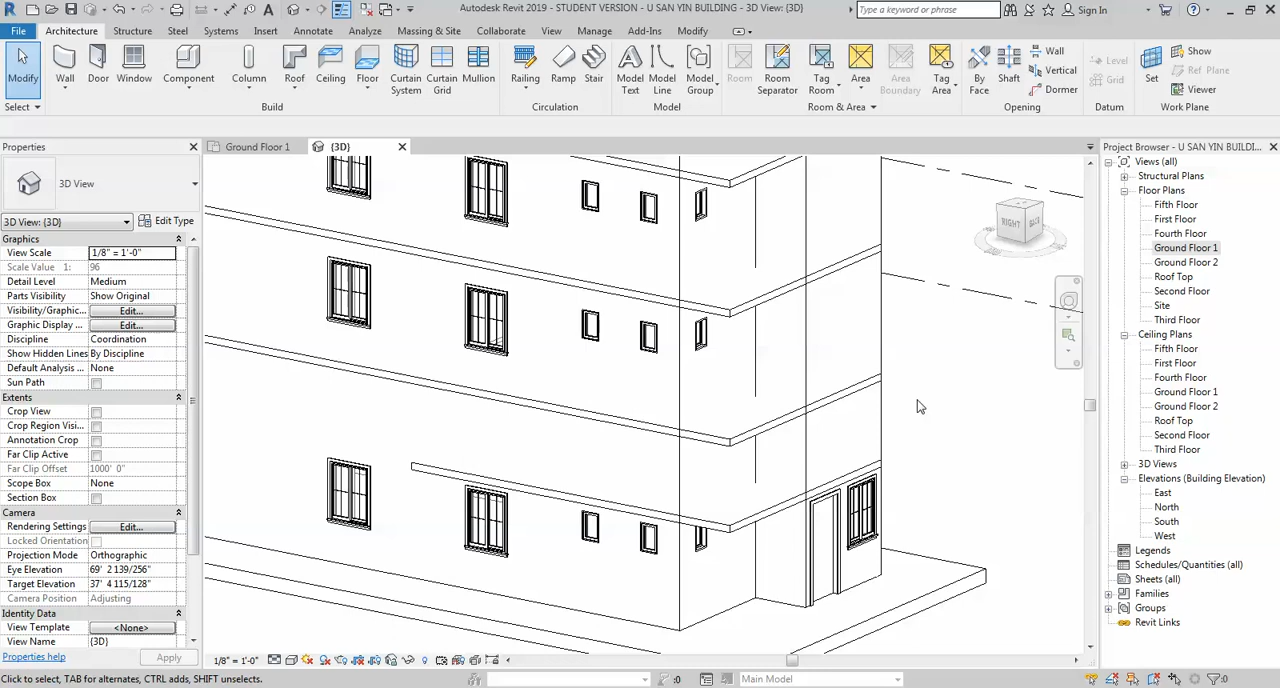 Autodesk Revit 2019 - STUDENT VERSION - U SAN YIN BUILDING - 3D View: {3D}
Type a keyword or phrase
Sign In
File
Architecture
Structure
Steel
Systems
Insert
Annotate
Analyze
Massing & Site
Collaborate
View
Manage
Add-Ins
Modify
Modify
Wall
Door
Window
Component
Column
Roof
Ceiling
Floor
Curtain System
Curtain Grid
Mullion
Railing
Ramp
Stair
Model Text
Model Line
Model Group
Room
Room Separator
Tag Room
Area
Area Boundary
Tag Area
By Face
Shaft
Wall
Vertical
Dormer
Level
Grid
Set
Show
Ref Plane
Viewer
Select
Build
Circulation
Model
Room & Area
Opening
Datum
Work Plane
Properties
Ground Floor 1
{3D}
Project Browser - U SAN YIN BUILDI...
3D View
3D View: {3D}
Edit Type
Graphics
View Scale
1/8" = 1'-0"
Scale Value 1:
96
Detail Level
Medium
Parts Visibility
Show Original
Visibility/Graphic...
Edit...
Graphic Display ...
Edit...
Discipline
Coordination
Show Hidden Lines
By Discipline
Default Analysis ...
None
Sun Path
Extents
Crop View
Crop Region Visi...
Annotation Crop
Far Clip Active
Far Clip Offset
1000' 0"
Scope Box
None
Section Box
Camera
Rendering Settings
Edit...
Locked Orientation
Projection Mode
Orthographic
Eye Elevation
69' 2 139/256"
Target Elevation
37' 4 115/128"
Camera Position
Adjusting
Identity Data
View Template
<None>
View Name
{3D}
Properties help
Apply
RIGHT
BACK
Views (all)
Structural Plans
Floor Plans
Fifth Floor
First Floor
Fourth Floor
Ground Floor 1
Ground Floor 2
Roof Top
Second Floor
Site
Third Floor
Ceiling Plans
Fifth Floor
First Floor
Fourth Floor
Ground Floor 1
Ground Floor 2
Roof Top
Second Floor
Third Floor
3D Views
Elevations (Building Elevation)
East
North
South
West
Legends
Schedules/Quantities (all)
Sheets (all)
Families
Groups
Revit Links
1/8" = 1'-0"
Click to select, TAB for alternates, CTRL adds, SHIFT unselects.
:0
Main Model
:0